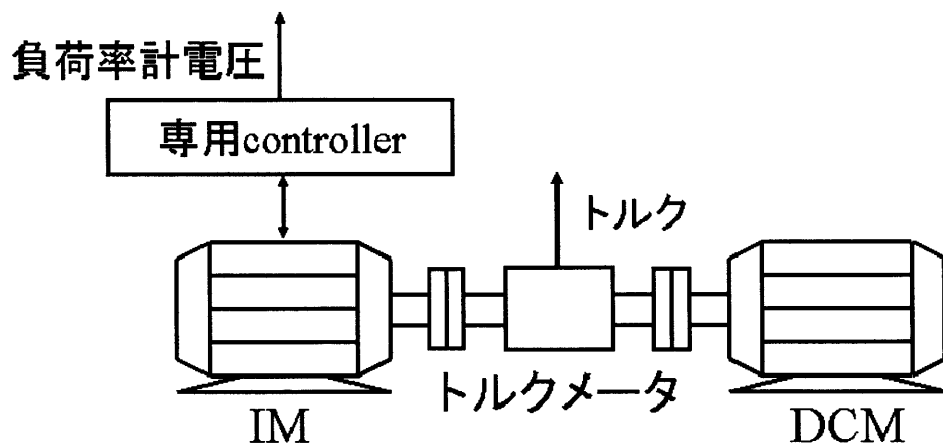 負荷率計電圧
専用controller
トルク
トルクメータ
IM
DCM